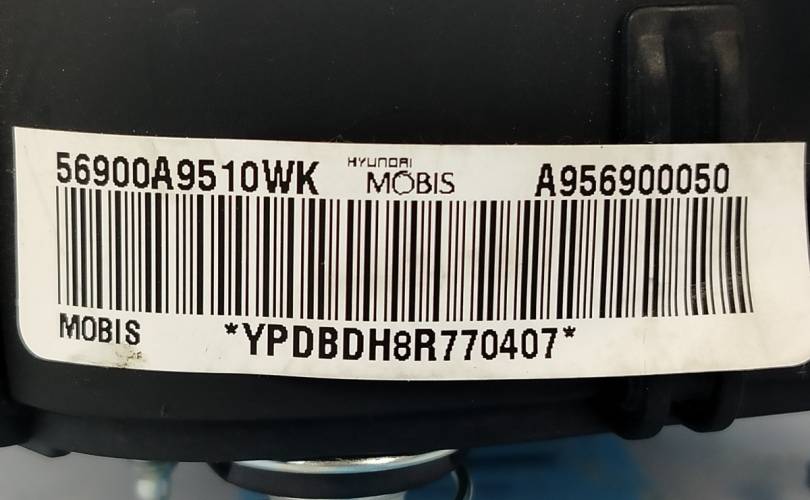 56900A9510WK HYUNDAI MOBIS A956900050
MOBIS *YPDBDH8R770407*